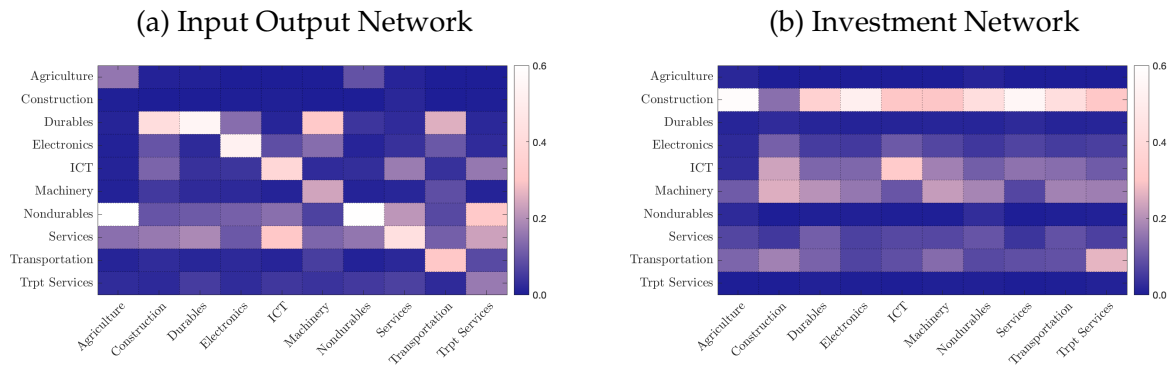 (a) Input Output Network
Agriculture
Construction
Durables
Electronics
ICT
Machinery
Nondurables
Services
Transportation
Trpt Services
0.6
0.4
0.2
0.0
Agriculture
Construction
Durables
Electronics
ICT
Machinery
Nondurables
Services
Transportation
Trpt Services
(b) Investment Network
Agriculture
Construction
Durables
Electronics
ICT
Machinery
Nondurables
Services
Transportation
Trpt Services
0.6
0.4
0.2
0.0
Agriculture
Construction
Durables
Electronics
ICT
Machinery
Nondurables
Services
Transportation
Trpt Services